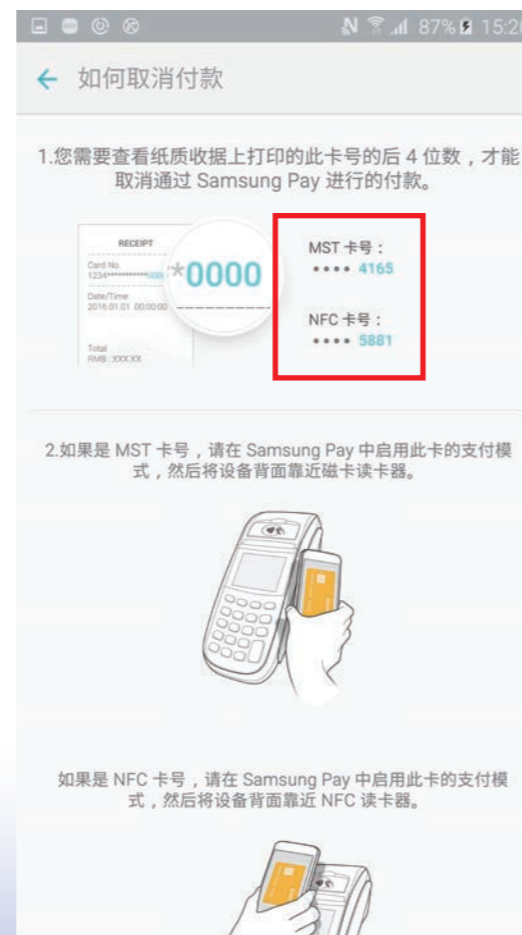 87% 15:20
如何取消付款
1.您需要查看纸质收据上打印的此卡号的后 4 位数，才能
取消通过 Samsung Pay 进行的付款。
RECEIPT
Card No.
1234***********0000
Date/Time
2016.01.01 00:00:00
Total
RMB : XXX.XX
*0000
MST 卡号：
•••• 4165
NFC 卡号：
•••• 5881
2.如果是 MST 卡号，请在 Samsung Pay 中启用此卡的支付模
式，然后将设备背面靠近磁卡读卡器。
如果是 NFC 卡号，请在 Samsung Pay 中启用此卡的支付模
式，然后将设备背面靠近 NFC 读卡器。